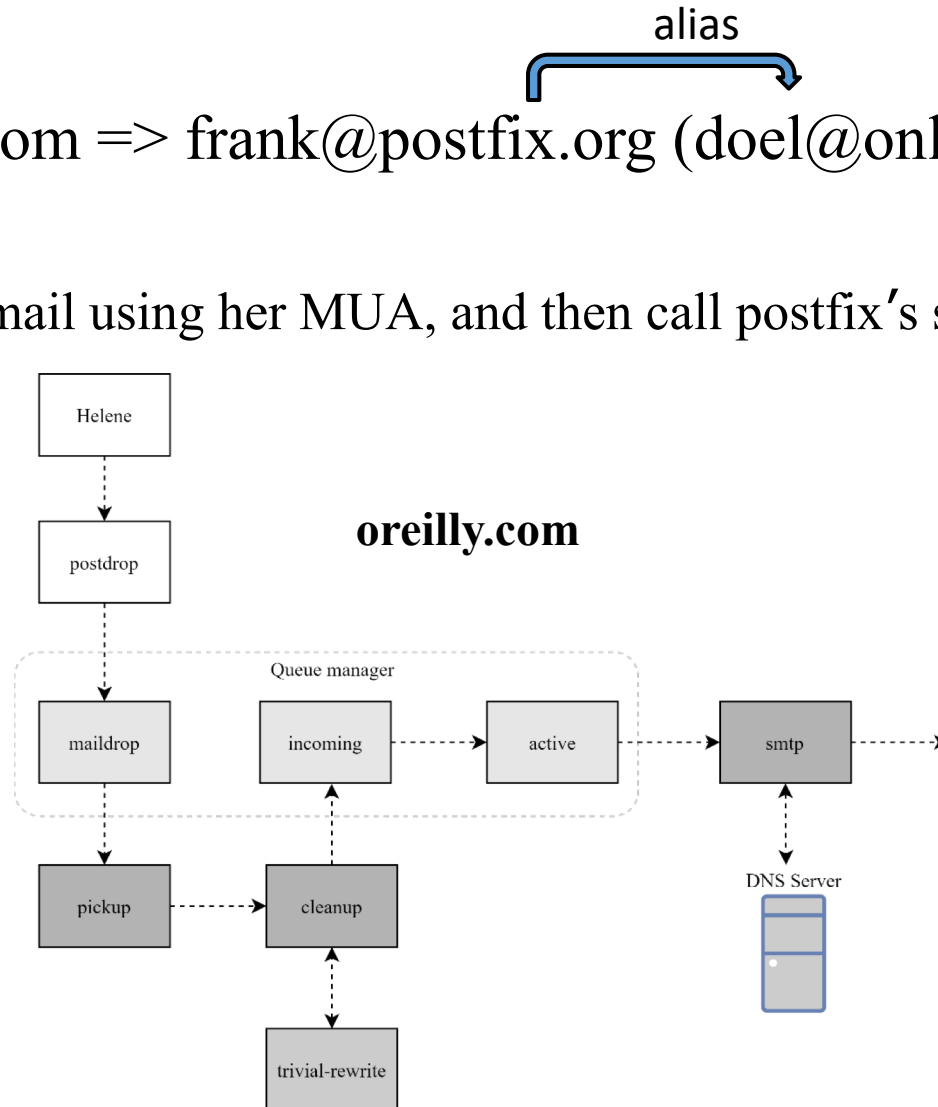 alias
om => frank@postfix.org (doel@onl
mail using her MUA, and then call postfix′s s
Helene
oreilly.com
postdrop
Queue manager
maildrop
incoming
active
smtp
DNS Server
pickup
cleanup
trivial-rewrite